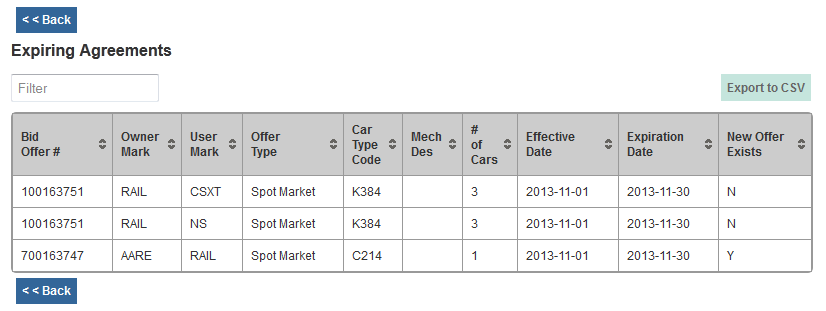 < < Back
Expiring Agreements
Filter
Export to CSV
Bid Offer # Owner Mark User Mark Offer Type Car Type Code Mech Des # of Cars Effective Date Expiration Date New Offer Exists
100163751 RAIL CSXT Spot Market K384 3 2013-11-01 2013-11-30 N
100163751 RAIL NS Spot Market K384 3 2013-11-01 2013-11-30 N
700163747 AARE RAIL Spot Market C214 1 2013-11-01 2013-11-30 Y
< < Back